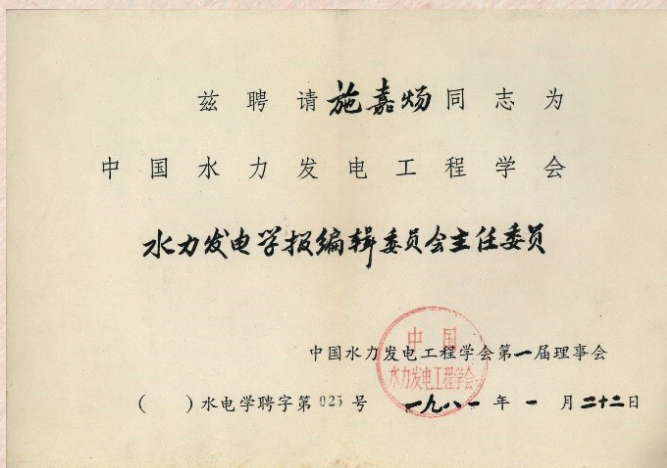 兹聘请施嘉炀同志为
中国水力发电工程学会
水力发电学报编辑委员会主任委员
中国
水力发电工程学会
中国水力发电工程学会第一届理事会
( )水电学聘字第025号 一九八一年一月二十二日